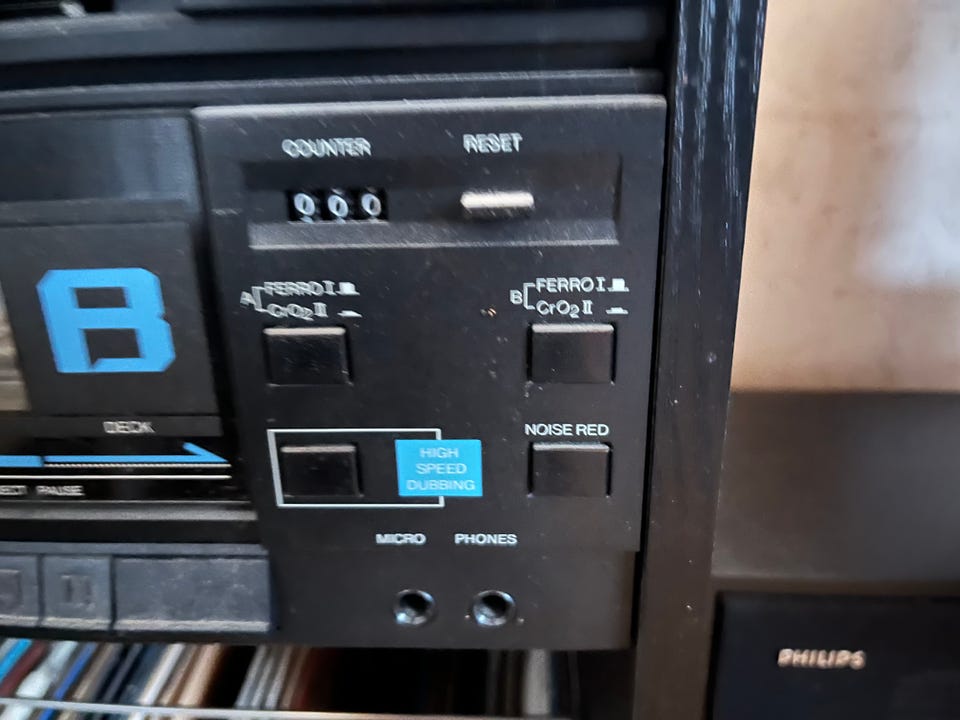 COUNTER
RESET
000
A FERRO I
CrO2 II
B FERRO I
CrO2 II
B
DECK
NOISE RED
HIGH
SPEED
DUBBING
PAUSE
MICRO PHONES
PHILIPS